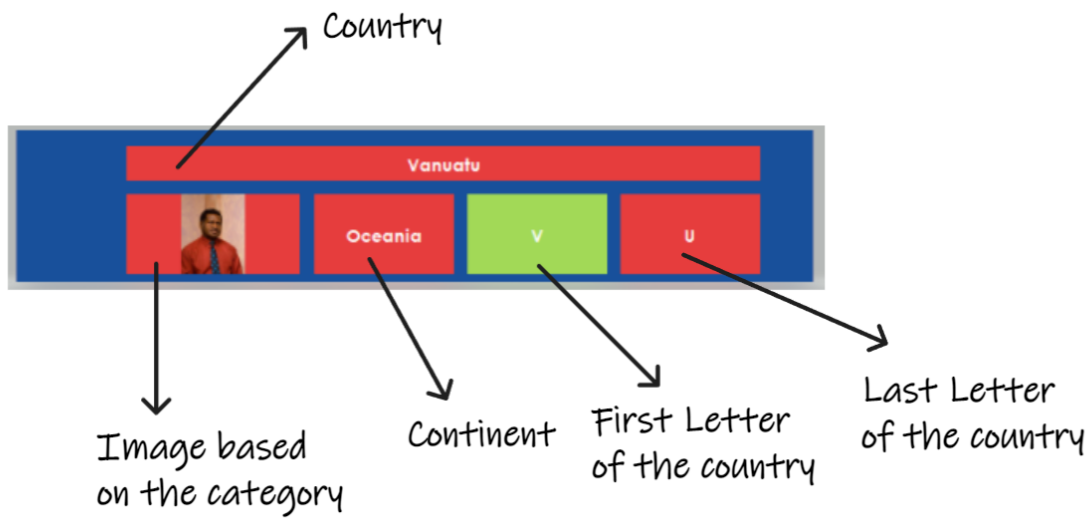 Country
Vanuatu
Oceania
V
U
Image based
on the category
Continent
First Letter
of the country
Last Letter
of the country